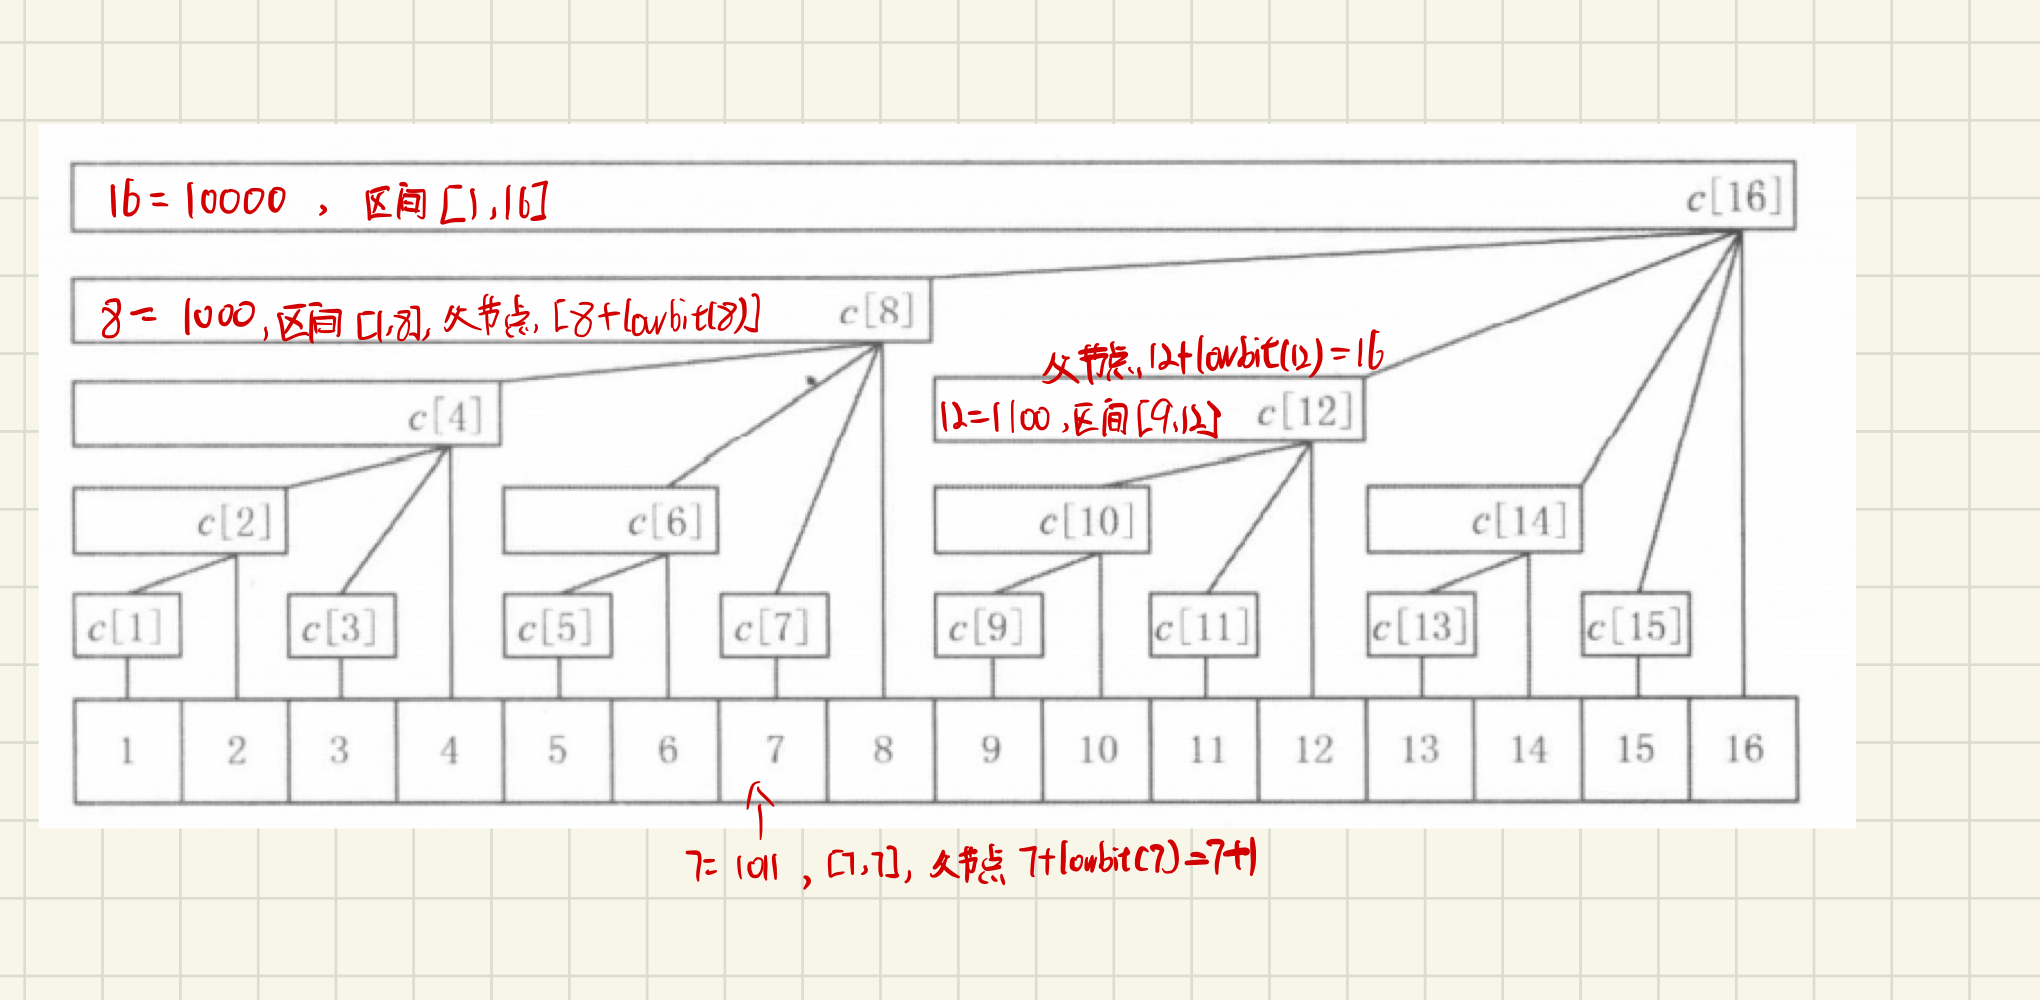 16=10000 , 区间[1,16]
c[16]
8= 1000,区间[1,8],父节点,[8+lowbit(8)]
c[8]
父节点,12+lowbit(12)=16
c[4]
12=1100,区间[9,12]
c[12]
c[2]
c[6]
c[10]
c[14]
c[1]
c[3]
c[5]
c[7]
c[9]
c[11]
c[13]
c[15]
1 2 3 4 5 6 7 8 9 10 11 12 13 14 15 16
7= 1011 , [7,7], 父节点 7+lowbit(7)=7+1